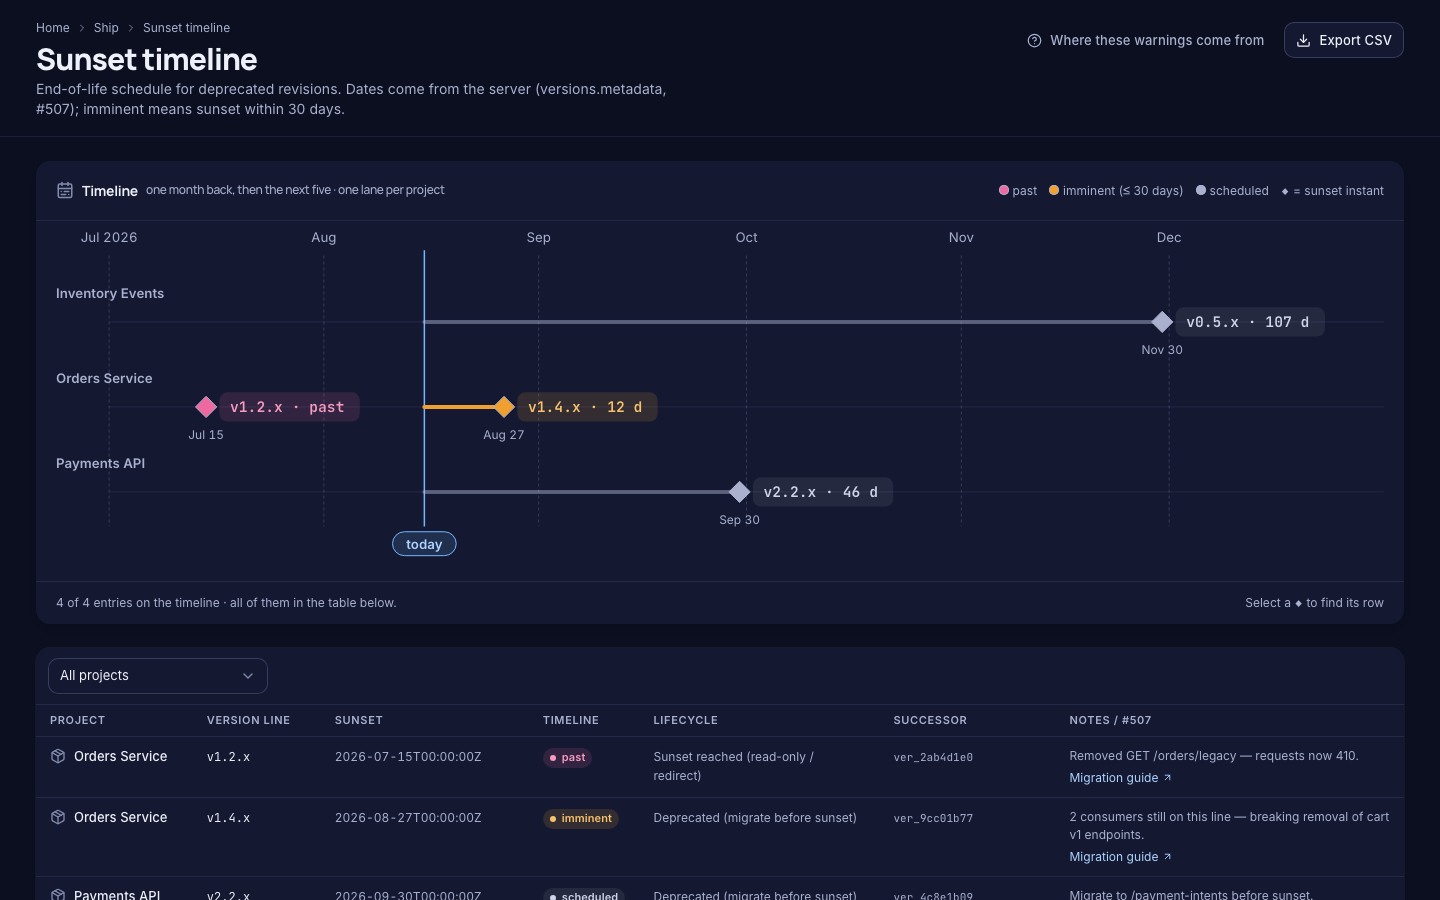 Home > Ship > Sunset timeline
Sunset timeline
End-of-life schedule for deprecated revisions. Dates come from the server (versions.metadata,
#507); imminent means sunset within 30 days.
Where these warnings come from
Export CSV
Timeline one month back, then the next five · one lane per project
past imminent (≤ 30 days) scheduled ◆ = sunset instant
Jul 2026 Aug Sep Oct Nov Dec
Inventory Events
v0.5.x · 107 d
Nov 30
Orders Service
v1.2.x · past v1.4.x · 12 d
Jul 15 Aug 27
Payments API
v2.2.x · 46 d
Sep 30
today
4 of 4 entries on the timeline · all of them in the table below.
Select a ◆ to find its row
All projects
PROJECT VERSION LINE SUNSET TIMELINE LIFECYCLE SUCCESSOR NOTES / #507
Orders Service v1.2.x 2026-07-15T00:00:00Z past Sunset reached (read-only / ver_2ab4d1e0 Removed GET /orders/legacy — requests now 410.
redirect) Migration guide ↗
Orders Service v1.4.x 2026-08-27T00:00:00Z imminent Deprecated (migrate before sunset) ver_9cc01b77 2 consumers still on this line — breaking removal of cart
v1 endpoints.
Migration guide ↗
Payments API v2.2.x 2026-09-30T00:00:00Z scheduled Deprecated (migrate before sunset) ver_4c8e1b09 Migrate to /payment-intents before sunset.